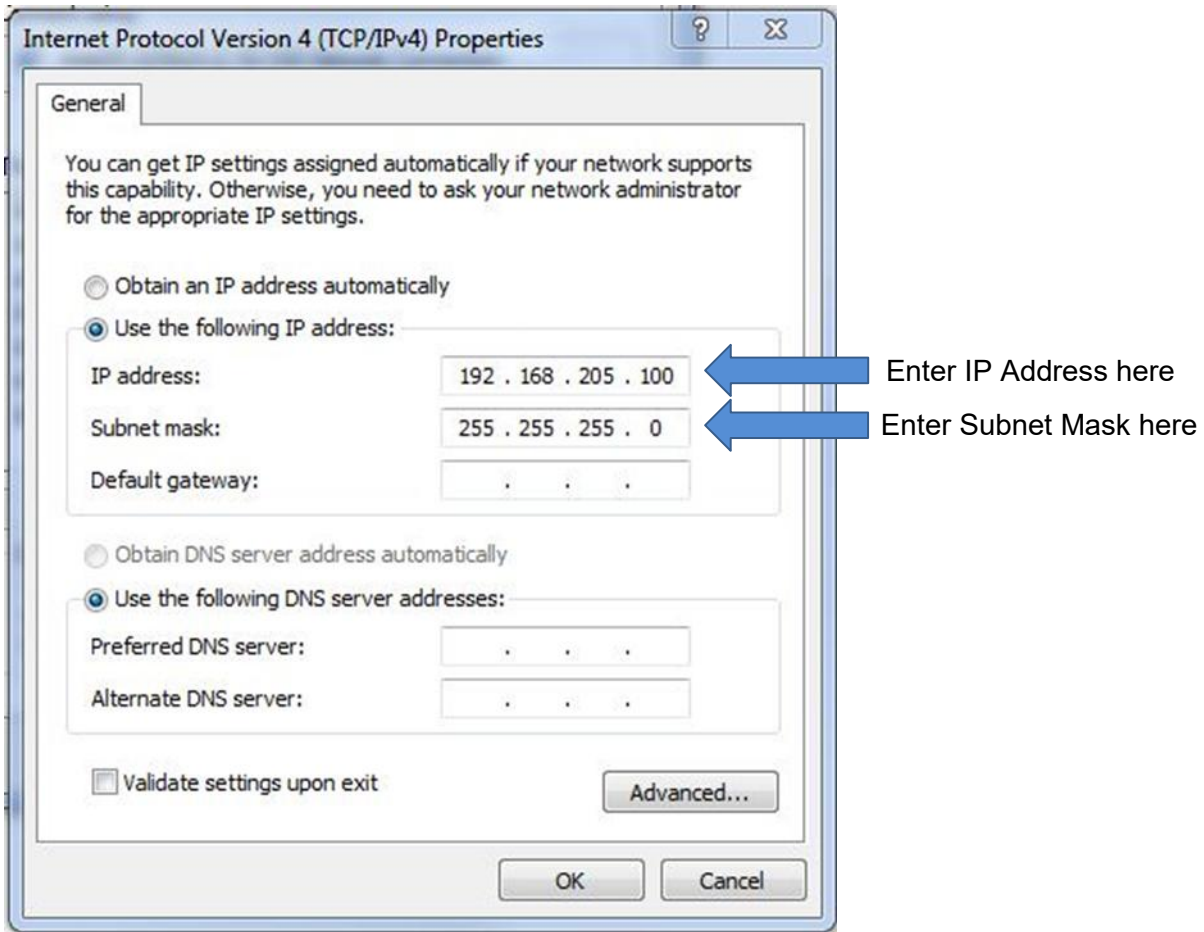 Internet Protocol Version 4 (TCP/IPv4) Properties
General
You can get IP settings assigned automatically if your network supports
this capability. Otherwise, you need to ask your network administrator
for the appropriate IP settings.
Obtain an IP address automatically
Use the following IP address:
IP address: 192 . 168 . 205 . 100 Enter IP Address here
Subnet mask: 255 . 255 . 255 . 0 Enter Subnet Mask here
Default gateway: . . .
Obtain DNS server address automatically
Use the following DNS server addresses:
Preferred DNS server: . . .
Alternate DNS server: . . .
Validate settings upon exit
Advanced...
OK Cancel